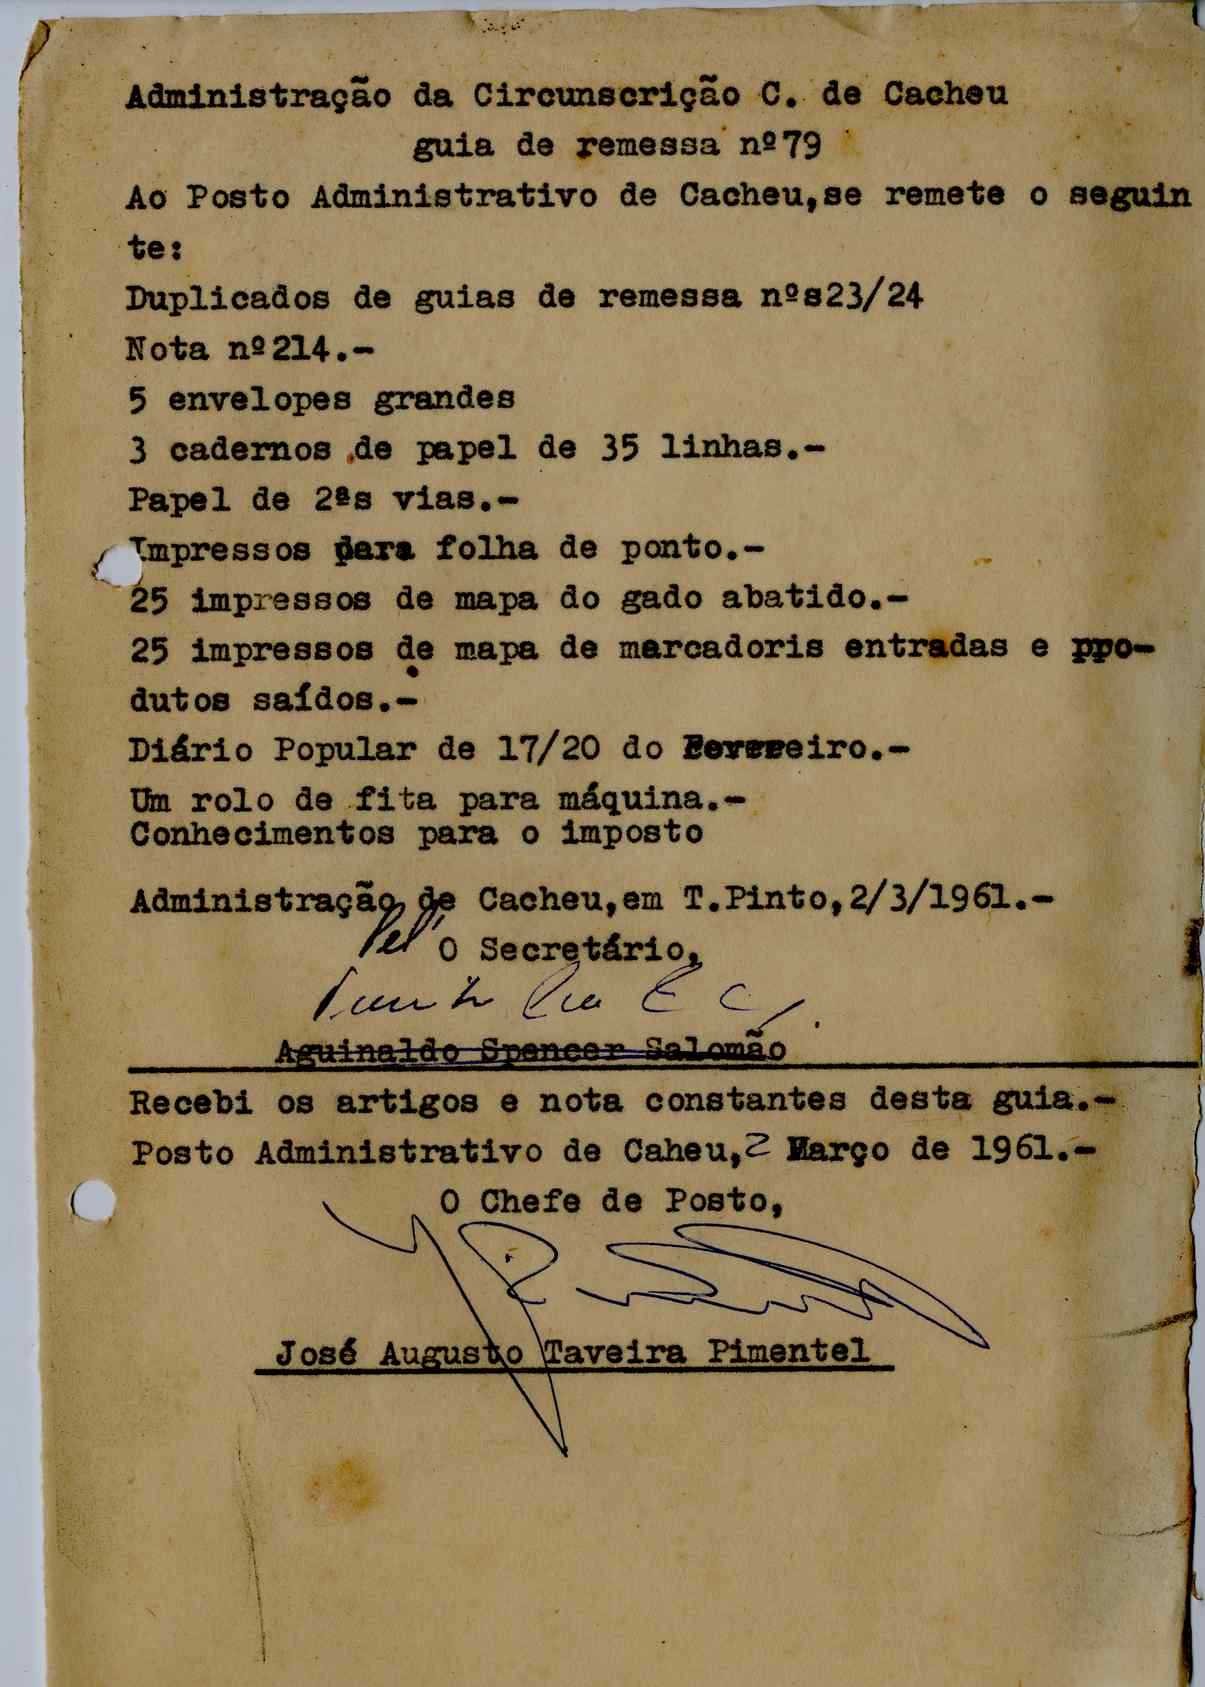 Administração da Circunscrição C. de Cacheu
guia de remessa nº79
Ao Posto Administrativo de Cacheu,se remete o seguin
te:
Duplicados de guias de remessa nºs23/24
Nota nº214.-
5 envelopes grandes
3 cadernos de papel de 35 linhas.-
Papel de 2ªs vias.-
Impressos para folha de ponto.-
25 impressos de mapa do gado abatido.-
25 impressos de mapa de marcadoris entradas e ppo-
dutos saídos.-
Diário Popular de 17/20 do Fevereiro.-
Um rolo de fita para máquina.-
Conhecimentos para o imposto
Administração de Cacheu,em T.Pinto,2/3/1961.-
Pel' O Secretário,
Aguinaldo Spencer Salomão
Recebi os artigos e nota constantes desta guia.-
Posto Administrativo de Caheu,2 Março de 1961.-
O Chefe de Posto,
José Augusto Taveira Pimentel